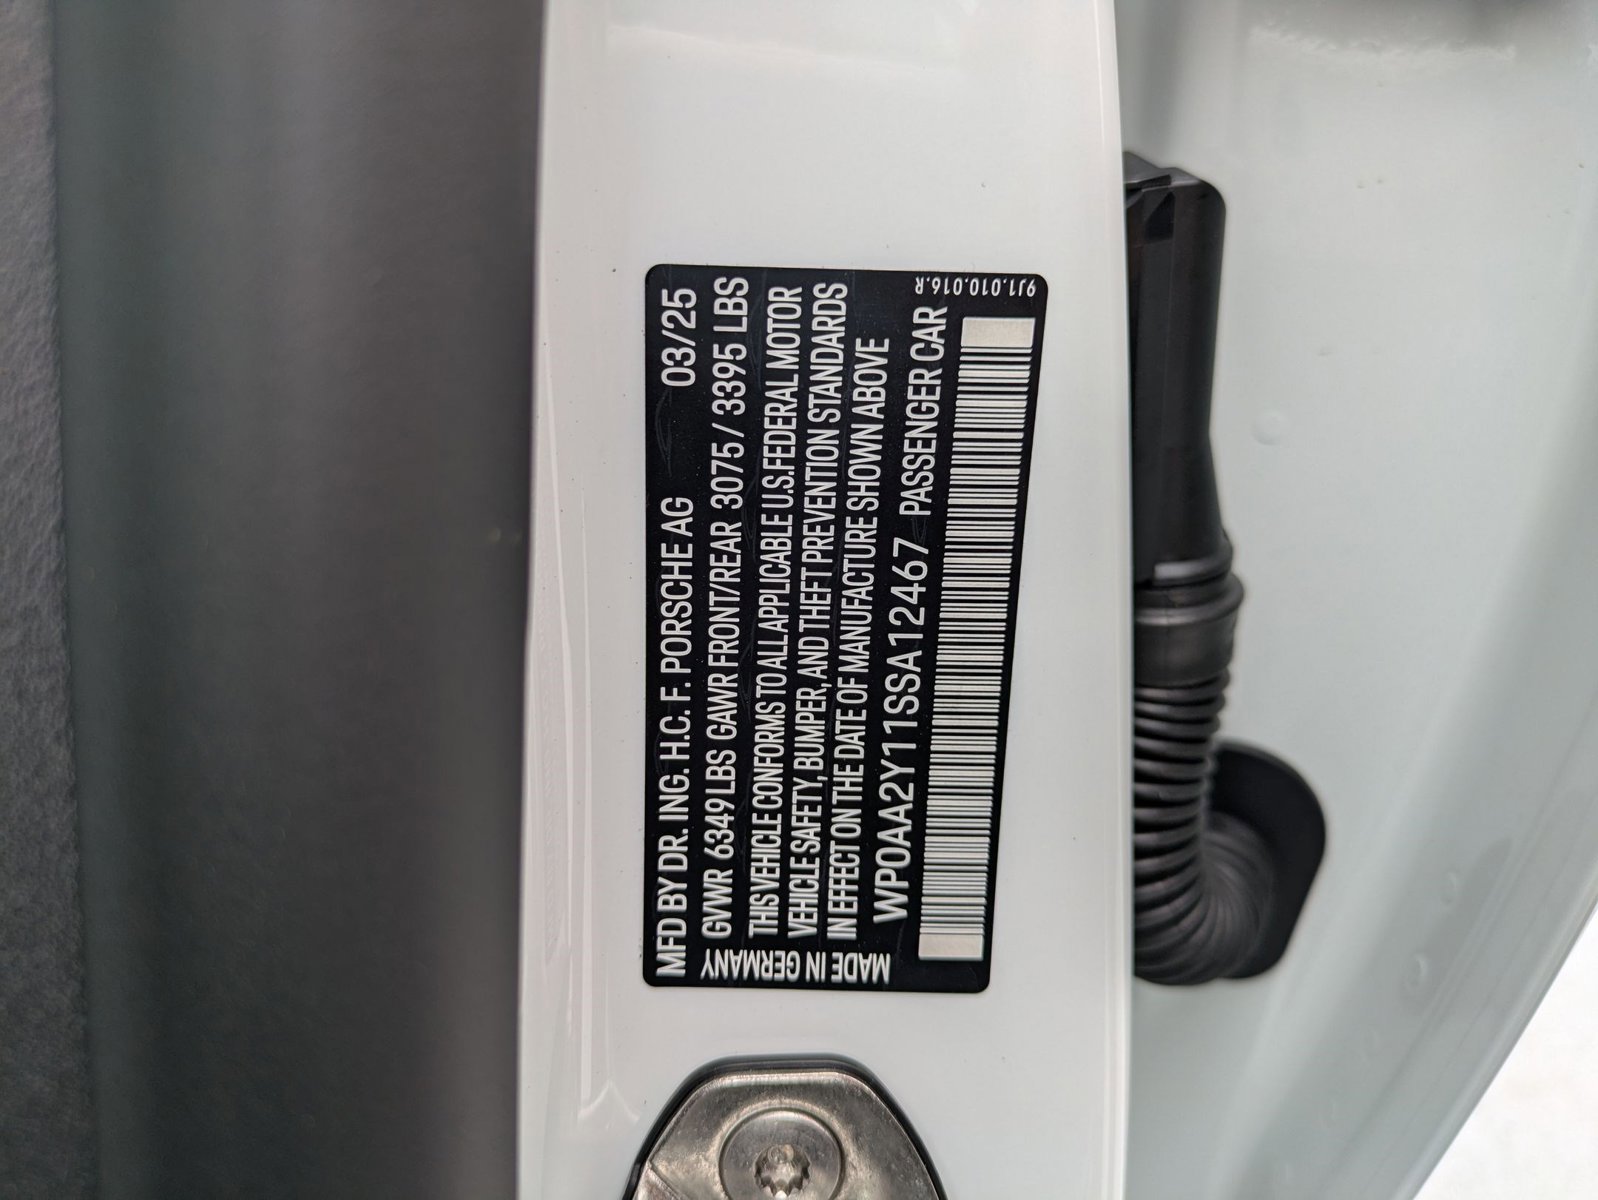 MFD BY DR. ING. H.C. F. PORSCHE AG 03/25
GVWR 6349 LBS GAWR FRONT/REAR 3075 / 3395 LBS
THIS VEHICLE CONFORMS TO ALL APPLICABLE U.S. FEDERAL MOTOR
VEHICLE SAFETY, BUMPER, AND THEFT PREVENTION STANDARDS
IN EFFECT ON THE DATE OF MANUFACTURE SHOWN ABOVE
WP0AA2Y11SSA12467 PASSENGER CAR
MADE IN GERMANY
9J1.010.016.R